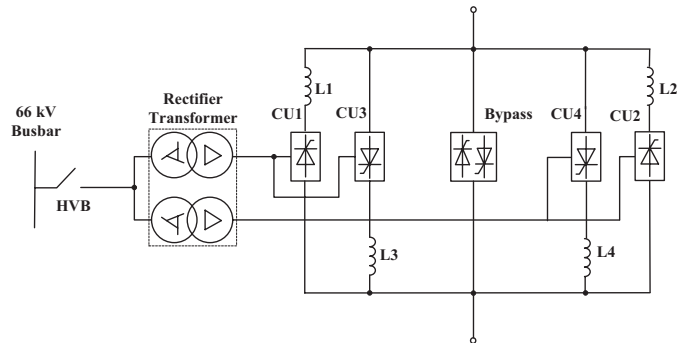 66 kV
Busbar
HVB
Rectifier
Transformer
L1
CU1
CU3
Bypass
CU4
CU2
L2
L3
L4